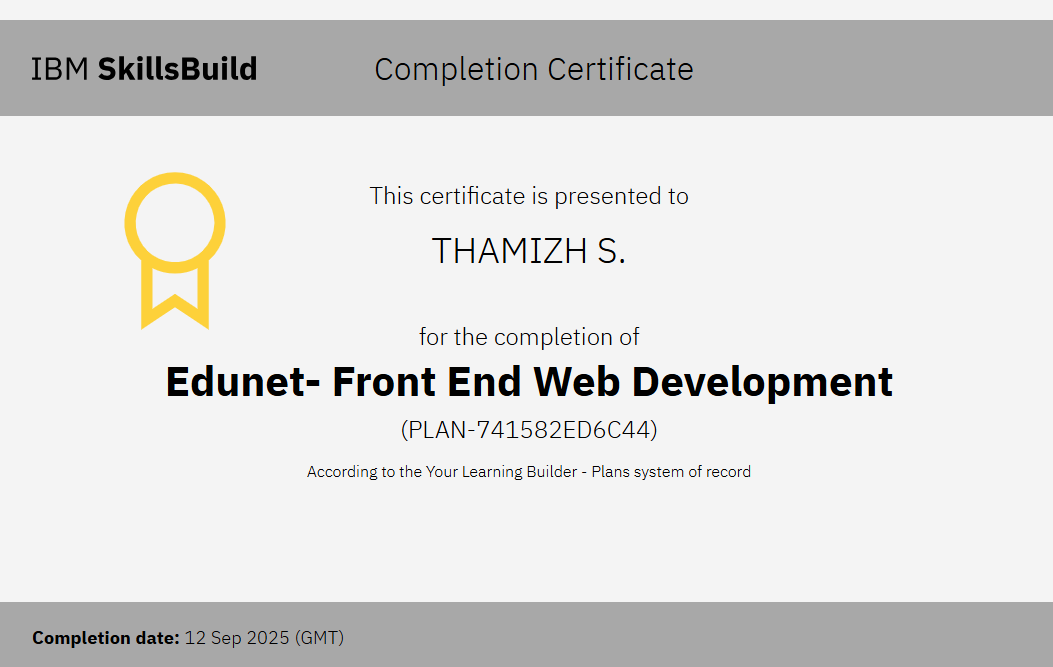 IBM SkillsBuild
Completion Certificate
This certificate is presented to
THAMIZH S.
for the completion of
Edunet- Front End Web Development
(PLAN-741582ED6C44)
According to the Your Learning Builder - Plans system of record
Completion date: 12 Sep 2025 (GMT)